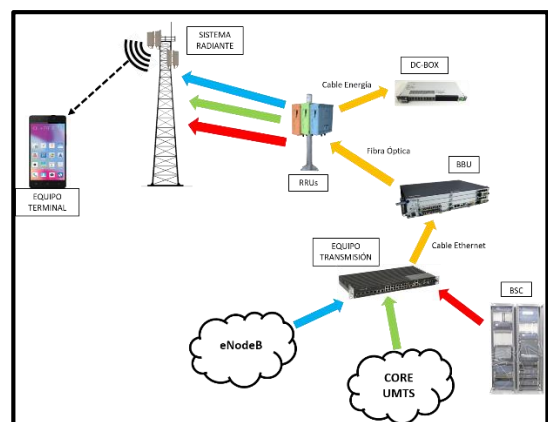 SISTEMA
RADIANTE
DC-BOX
Cable Energía
EQUIPO
TERMINAL
RRUs
Fibra Óptica
BBU
Cable Ethernet
EQUIPO
TRANSMISIÓN
BSC
eNodeB
CORE
UMTS